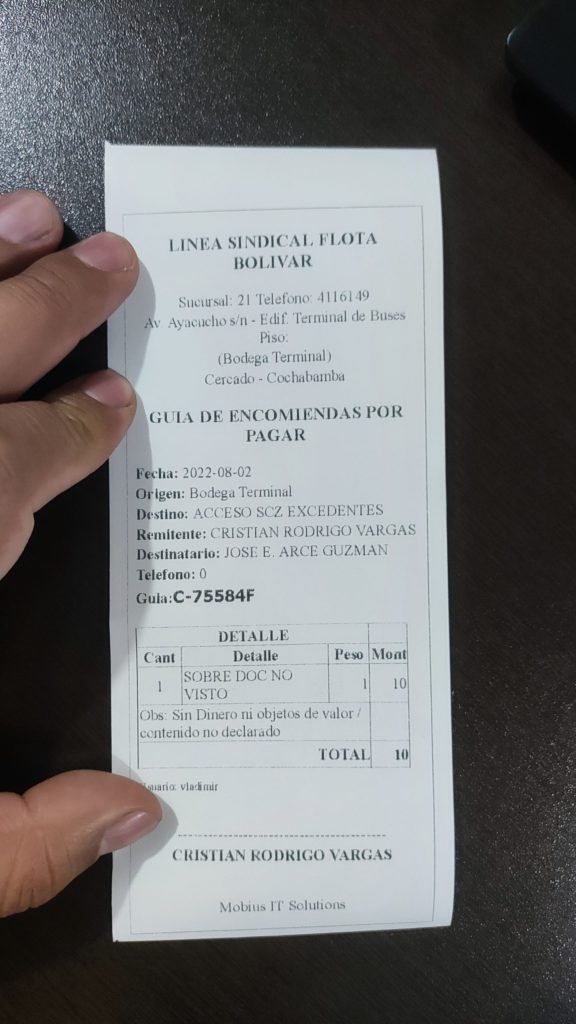 LINEA SINDICAL FLOTA
BOLIVAR
Sucursal: 21 Telefono: 4116149
Av. Ayacucho s/n - Edif. Terminal de Buses
Piso:
(Bodega Terminal)
Cercado - Cochabamba
GUIA DE ENCOMIENDAS POR
PAGAR
Fecha: 2022-08-02
Origen: Bodega Terminal
Destino: ACCESO SCZ EXCEDENTES
Remitente: CRISTIAN RODRIGO VARGAS
Destinatario: JOSE E. ARCE GUZMAN
Telefono: 0
Guia:C-75584F
DETALLE
Cant Detalle Peso Mont
1 SOBRE DOC NO VISTO 1 10
Obs: Sin Dinero ni objetos de valor /
contenido no declarado
TOTAL 10
Usuario: vladimir
CRISTIAN RODRIGO VARGAS
Mobius IT Solutions